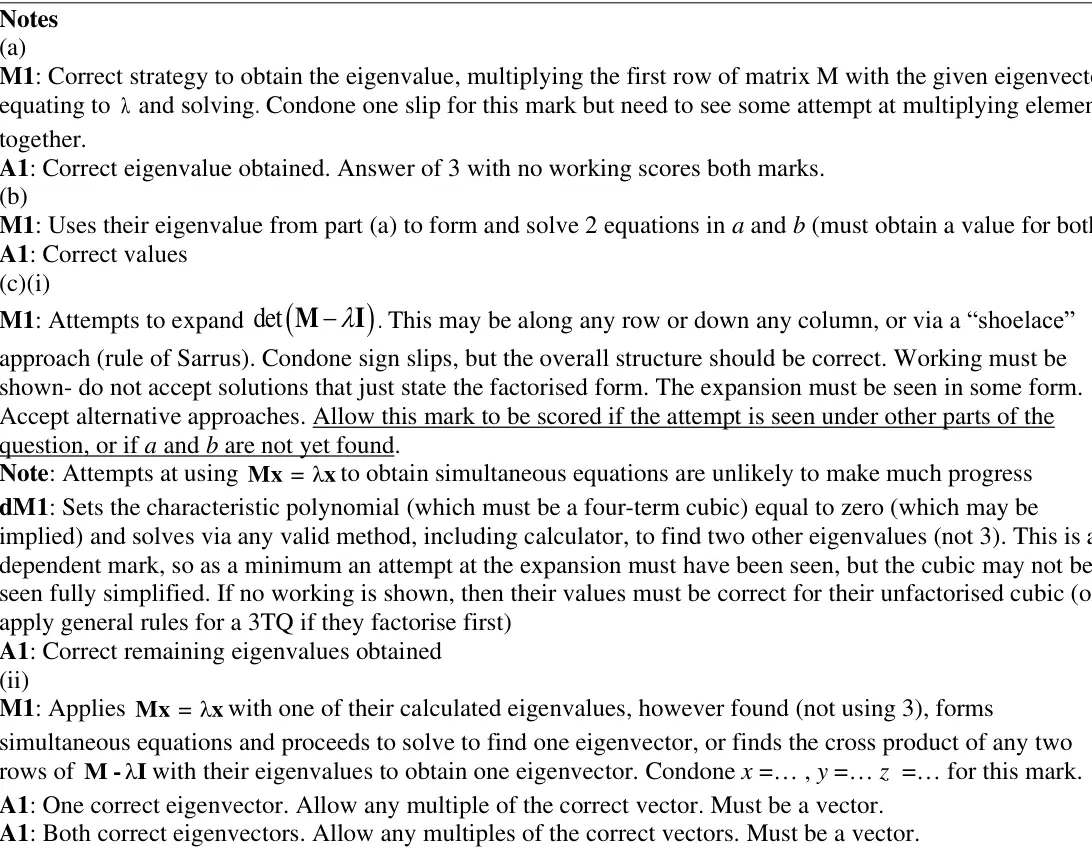 Notes
(a)
M1: Correct strategy to obtain the eigenvalue, multiplying the first row of matrix M with the given eigenvecto
equating to λ and solving. Condone one slip for this mark but need to see some attempt at multiplying elemen
together.
A1: Correct eigenvalue obtained. Answer of 3 with no working scores both marks.
(b)
M1: Uses their eigenvalue from part (a) to form and solve 2 equations in a and b (must obtain a value for both
A1: Correct values
(c)(i)
M1: Attempts to expand det(M − λI). This may be along any row or down any column, or via a “shoelace”
approach (rule of Sarrus). Condone sign slips, but the overall structure should be correct. Working must be
shown- do not accept solutions that just state the factorised form. The expansion must be seen in some form.
Accept alternative approaches. Allow this mark to be scored if the attempt is seen under other parts of the
question, or if a and b are not yet found.
Note: Attempts at using Mx = λx to obtain simultaneous equations are unlikely to make much progress
dM1: Sets the characteristic polynomial (which must be a four-term cubic) equal to zero (which may be
implied) and solves via any valid method, including calculator, to find two other eigenvalues (not 3). This is a
dependent mark, so as a minimum an attempt at the expansion must have been seen, but the cubic may not be
seen fully simplified. If no working is shown, then their values must be correct for their unfactorised cubic (o
apply general rules for a 3TQ if they factorise first)
A1: Correct remaining eigenvalues obtained
(ii)
M1: Applies Mx = λx with one of their calculated eigenvalues, however found (not using 3), forms
simultaneous equations and proceeds to solve to find one eigenvector, or finds the cross product of any two
rows of M - λI with their eigenvalues to obtain one eigenvector. Condone x =… , y =… z =… for this mark.
A1: One correct eigenvector. Allow any multiple of the correct vector. Must be a vector.
A1: Both correct eigenvectors. Allow any multiples of the correct vectors. Must be a vector.